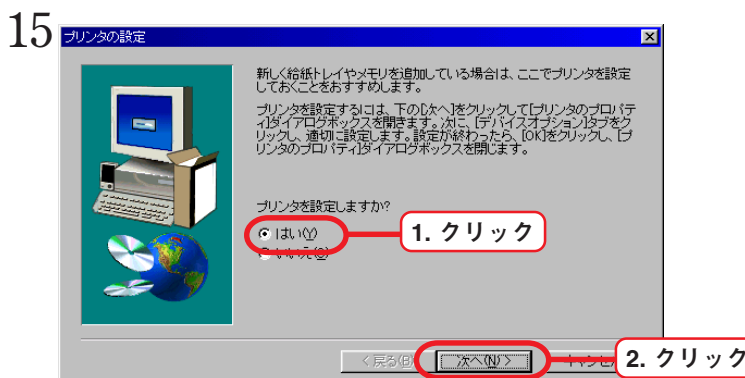 15
プリンタの設定
新しく給紙トレイやメモリを追加している場合は、ここでプリンタを設定
しておくことをおすすめします。
プリンタを設定するには、下の[次へ]をクリックして[プリンタのプロパテ
ィ]ダイアログボックスを開きます。次に、[デバイスオプション]タブをク
リックし、適切に設定します。設定が終わったら、[OK]をクリックし、[プ
リンタのプロパティ]ダイアログボックスを閉じます。
プリンタを設定しますか?
はい(Y)
1. クリック
いいえ(O)
< 戻る(B)
次へ(N) >
2. クリック